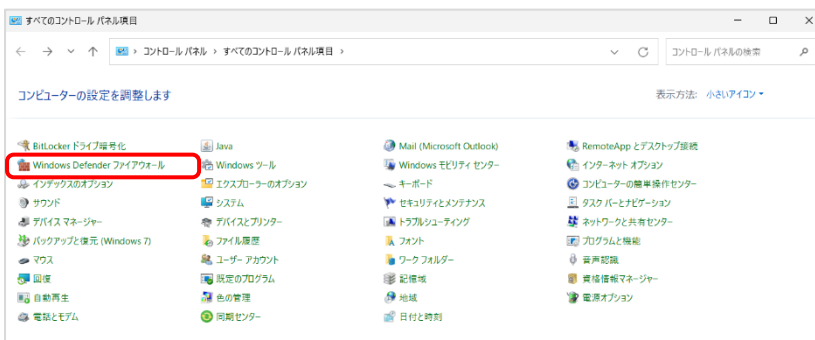 すべてのコントロール パネル項目
コントロール パネル › すべてのコントロール パネル項目 ›
コントロール パネルの検索
コンピューターの設定を調整します
表示方法: 小さいアイコン
BitLocker ドライブ暗号化
Java
Mail (Microsoft Outlook)
RemoteApp とデスクトップ接続
Windows Defender ファイアウォール
Windows ツール
Windows モビリティ センター
インターネット オプション
インデックスのオプション
エクスプローラーのオプション
キーボード
コンピューターの簡単操作センター
サウンド
システム
セキュリティとメンテナンス
タスク バーとナビゲーション
デバイス マネージャー
デバイスとプリンター
トラブルシューティング
ネットワークと共有センター
バックアップと復元 (Windows 7)
ファイル履歴
フォント
プログラムと機能
マウス
ユーザー アカウント
ワーク フォルダー
音声認識
回復
既定のプログラム
記憶域
資格情報マネージャー
自動再生
色の管理
地域
電源オプション
電話とモデム
同期センター
日付と時刻